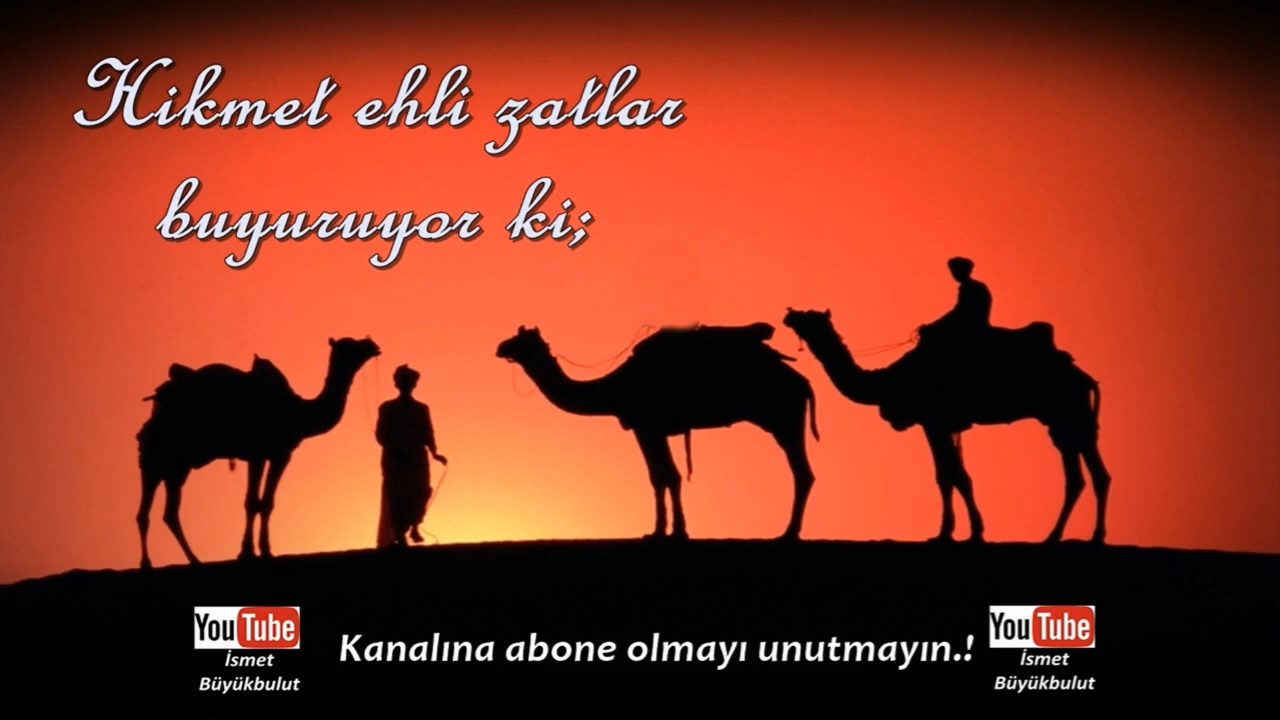 Hikmet ehli zatlar
buyuruyor ki;
YouTube
İsmet
Büyükbulut
Kanalına abone olmayı unutmayın.!
YouTube
İsmet
Büyükbulut